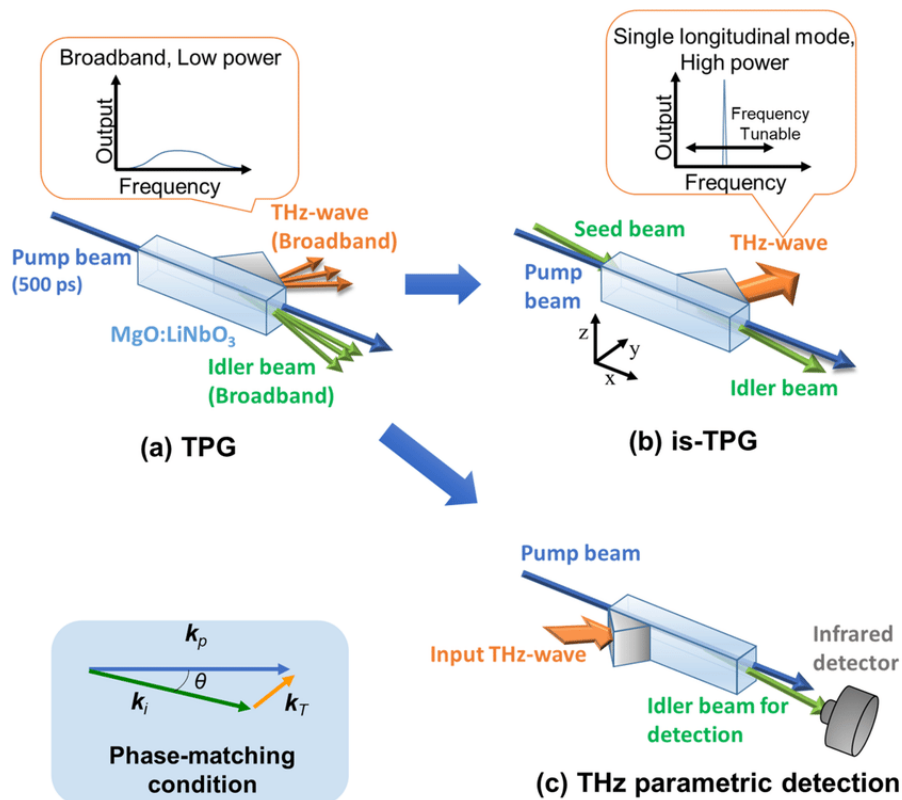 Broadband, Low power
Output
Frequency
THz-wave
(Broadband)
Pump beam
(500 ps)
MgO:LiNbO₃
Idler beam
(Broadband)
(a) TPG
Single longitudinal mode,
High power
Output
Frequency
Tunable
Frequency
Seed beam
THz-wave
Pump
beam
z
y
x
Idler beam
(b) is-TPG
kₚ
θ
kᵢ
k_T
Phase-matching
condition
Pump beam
Input THz-wave
Infrared
detector
Idler beam for
detection
(c) THz parametric detection